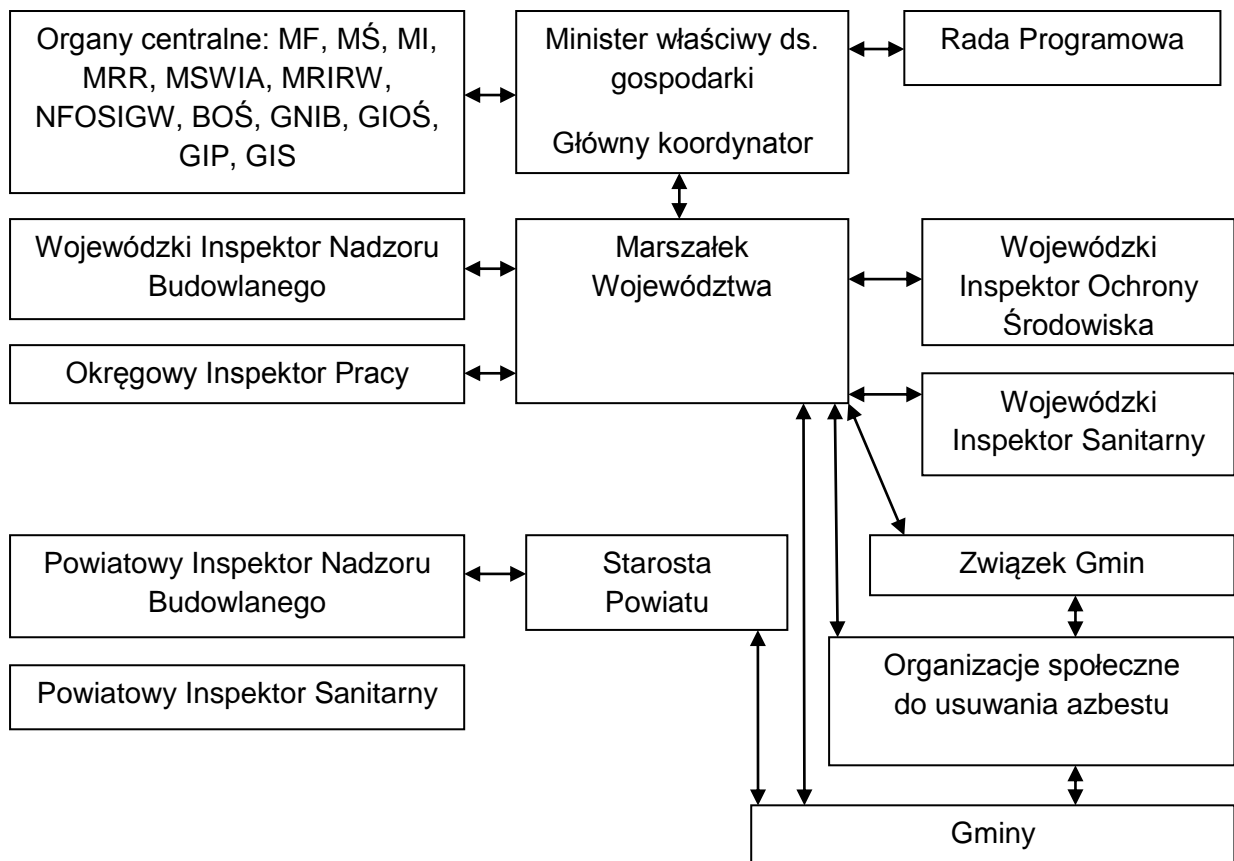 Organy centralne: MF, MŚ, MI,
MRR, MSWIA, MRIRW,
NFOSIGW, BOŚ, GNIB, GIOŚ,
GIP, GIS
Minister właściwy ds.
gospodarki
Główny koordynator
Rada Programowa
Wojewódzki Inspektor Nadzoru
Budowlanego
Marszałek
Województwa
Wojewódzki
Inspektor Ochrony
Środowiska
Okręgowy Inspektor Pracy
Wojewódzki
Inspektor Sanitarny
Powiatowy Inspektor Nadzoru
Budowlanego
Starosta
Powiatu
Związek Gmin
Powiatowy Inspektor Sanitarny
Organizacje społeczne
do usuwania azbestu
Gminy